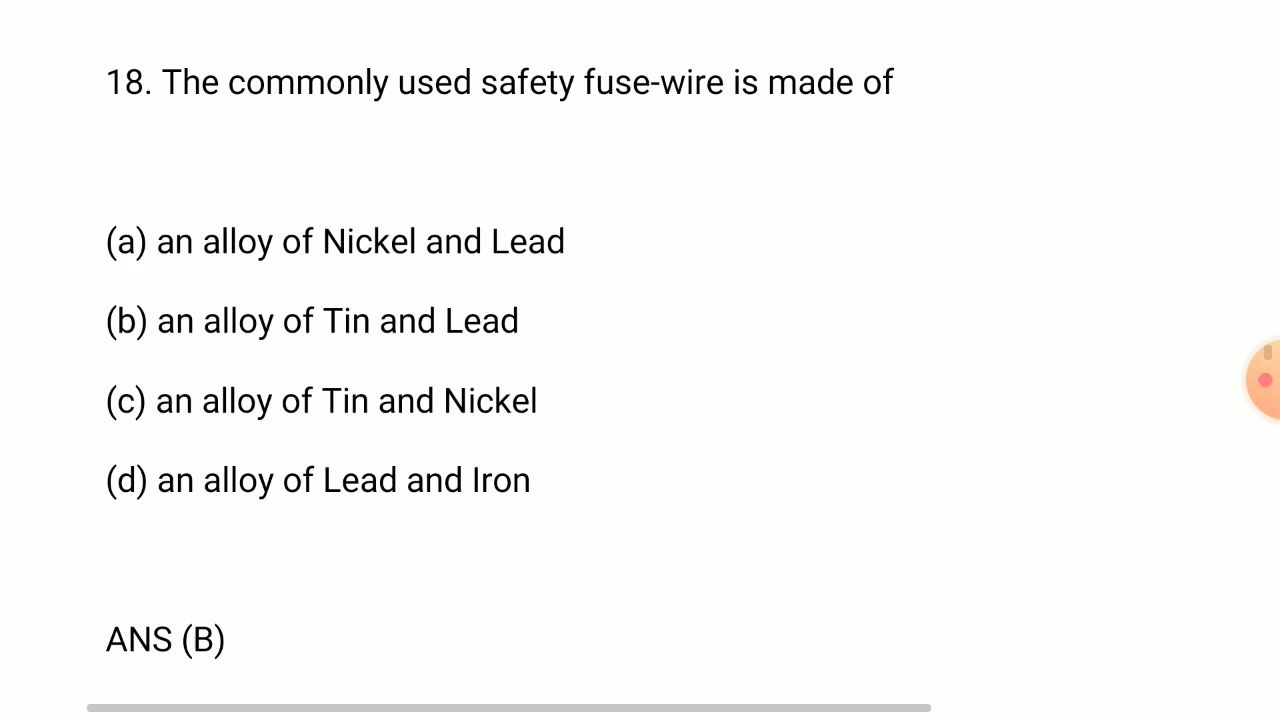 18. The commonly used safety fuse-wire is made of
(a) an alloy of Nickel and Lead
(b) an alloy of Tin and Lead
(c) an alloy of Tin and Nickel
(d) an alloy of Lead and Iron
ANS (B)